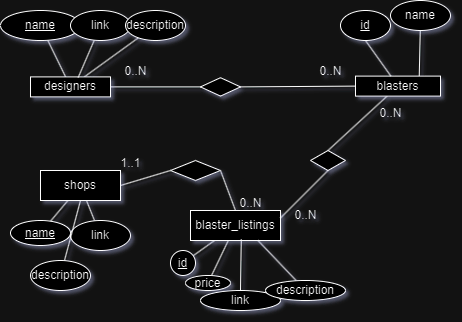 name
link
description
id
name
designers
0..N
0..N
blasters
0..N
1..1
shops
0..N
0..N
blaster_listings
name
link
description
id
price
link
description